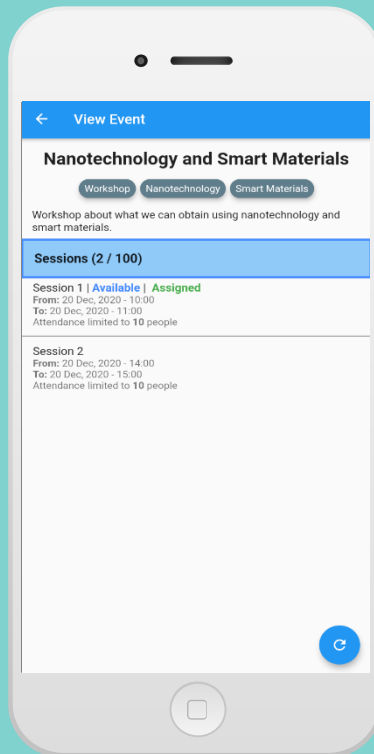 View Event
Nanotechnology and Smart Materials
Workshop Nanotechnology Smart Materials
Workshop about what we can obtain using nanotechnology and
smart materials.
Sessions (2 / 100)
Session 1 | Available | Assigned
From: 20 Dec, 2020 - 10:00
To: 20 Dec, 2020 - 11:00
Attendance limited to 10 people
Session 2
From: 20 Dec, 2020 - 14:00
To: 20 Dec, 2020 - 15:00
Attendance limited to 10 people